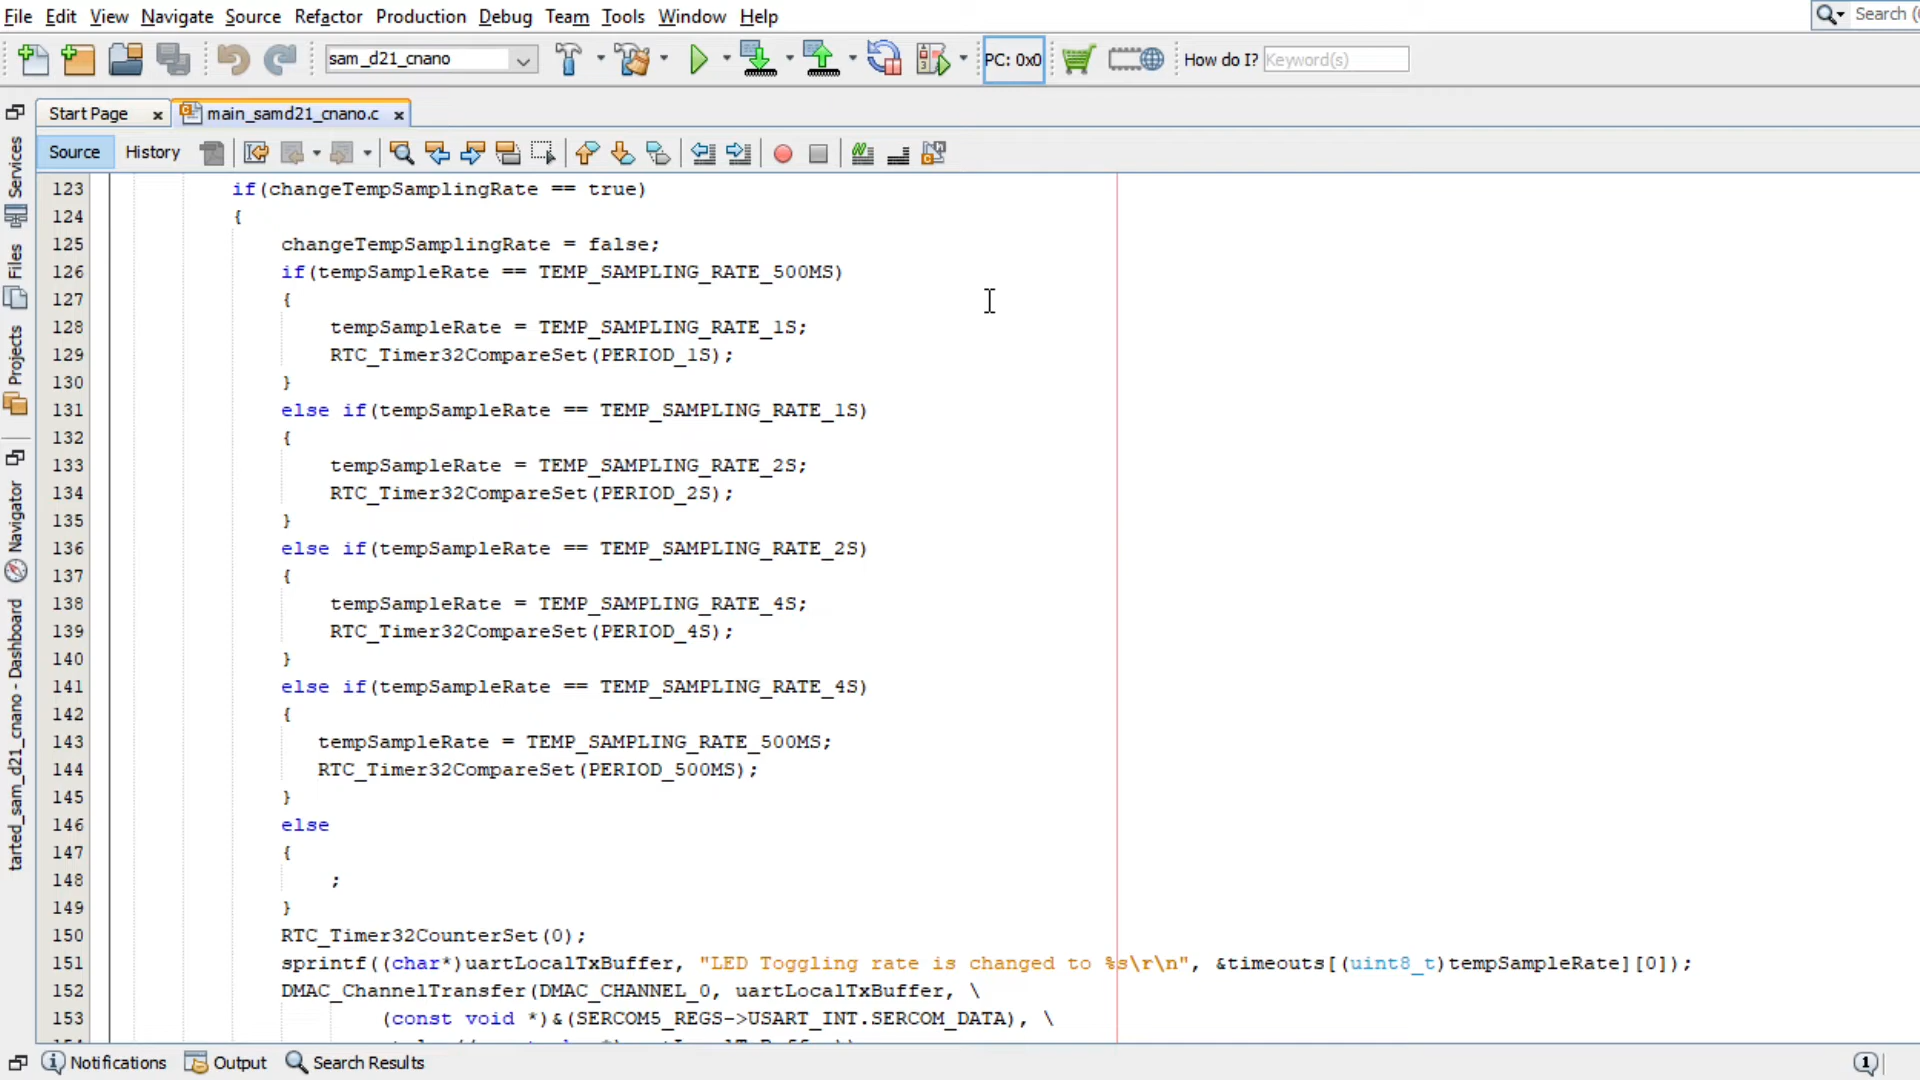 File Edit View Navigate Source Refactor Production Debug Team Tools Window Help
Search (
sam_d21_cnano
PC: 0x0
How do I? Keyword(s)
Start Page
main_samd21_cnano.c
Source History
Services
Files
Projects
Navigator
tarted_sam_d21_cnano - Dashboard
123 if(changeTempSamplingRate == true)
124 {
125 changeTempSamplingRate = false;
126 if(tempSampleRate == TEMP_SAMPLING_RATE_500MS)
127 {
128 tempSampleRate = TEMP_SAMPLING_RATE_1S;
129 RTC_Timer32CompareSet(PERIOD_1S);
130 }
131 else if(tempSampleRate == TEMP_SAMPLING_RATE_1S)
132 {
133 tempSampleRate = TEMP_SAMPLING_RATE_2S;
134 RTC_Timer32CompareSet(PERIOD_2S);
135 }
136 else if(tempSampleRate == TEMP_SAMPLING_RATE_2S)
137 {
138 tempSampleRate = TEMP_SAMPLING_RATE_4S;
139 RTC_Timer32CompareSet(PERIOD_4S);
140 }
141 else if(tempSampleRate == TEMP_SAMPLING_RATE_4S)
142 {
143 tempSampleRate = TEMP_SAMPLING_RATE_500MS;
144 RTC_Timer32CompareSet(PERIOD_500MS);
145 }
146 else
147 {
148 ;
149 }
150 RTC_Timer32CounterSet(0);
151 sprintf((char*)uartLocalTxBuffer, "LED Toggling rate is changed to %s\r\n", &timeouts[(uint8_t)tempSampleRate][0]);
152 DMAC_ChannelTransfer(DMAC_CHANNEL_0, uartLocalTxBuffer, \
153 (const void *)&(SERCOM5_REGS->USART_INT.SERCOM_DATA), \
Notifications Output Search Results
1